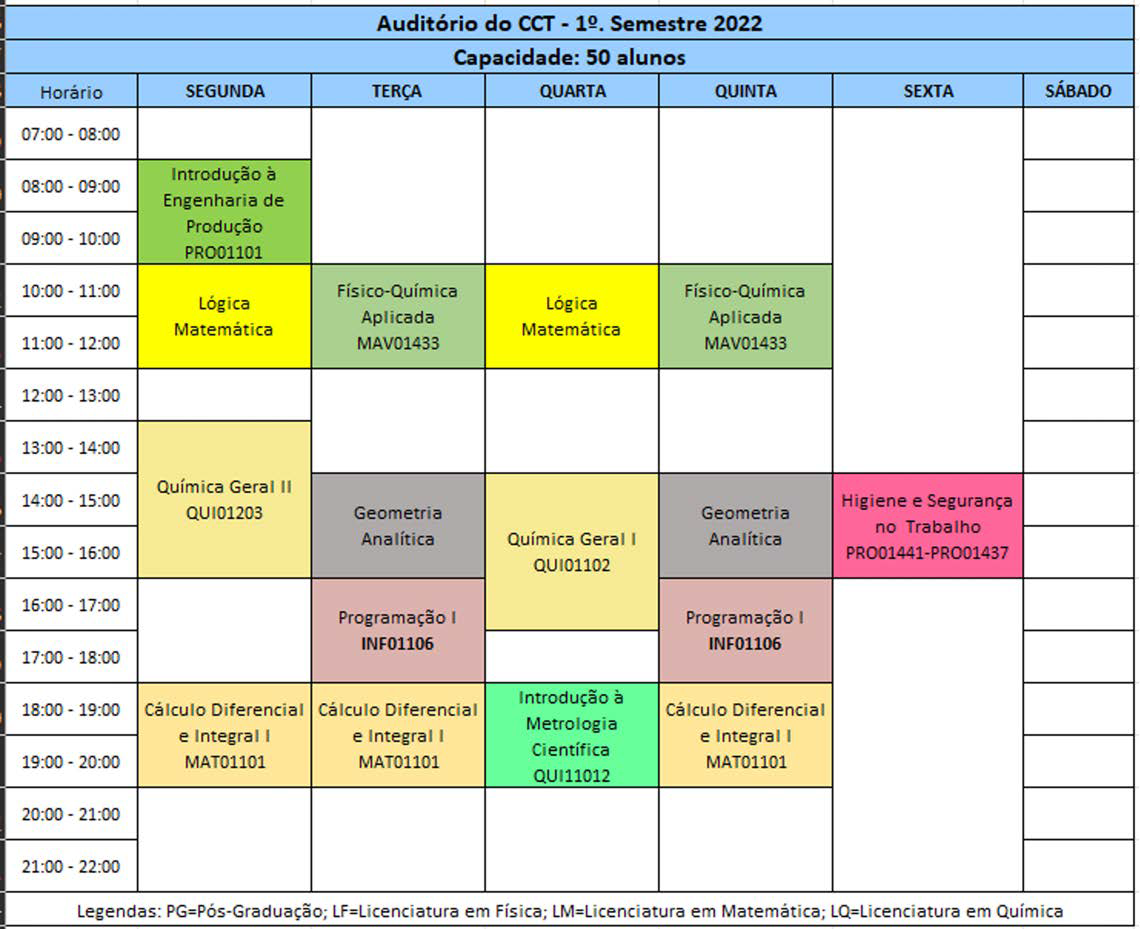 Auditório do CCT - 1º. Semestre 2022
Capacidade: 50 alunos
Horário SEGUNDA TERÇA QUARTA QUINTA SEXTA SÁBADO
07:00 - 08:00
08:00 - 09:00
09:00 - 10:00
Introdução à
Engenharia de
Produção
PRO01101
10:00 - 11:00
11:00 - 12:00
Lógica
Matemática
Físico-Química
Aplicada
MAV01433
Lógica
Matemática
Físico-Química
Aplicada
MAV01433
12:00 - 13:00
13:00 - 14:00
14:00 - 15:00
15:00 - 16:00
Química Geral II
QUI01203
Geometria
Analítica
Química Geral I
QUI01102
Geometria
Analítica
Higiene e Segurança
no Trabalho
PRO01441-PRO01437
16:00 - 17:00
17:00 - 18:00
Programação I
INF01106
Programação I
INF01106
18:00 - 19:00
19:00 - 20:00
Cálculo Diferencial
e Integral I
MAT01101
Cálculo Diferencial
e Integral I
MAT01101
Introdução à
Metrologia
Científica
QUI11012
Cálculo Diferencial
e Integral I
MAT01101
20:00 - 21:00
21:00 - 22:00
Legendas: PG=Pós-Graduação; LF=Licenciatura em Física; LM=Licenciatura em Matemática; LQ=Licenciatura em Química